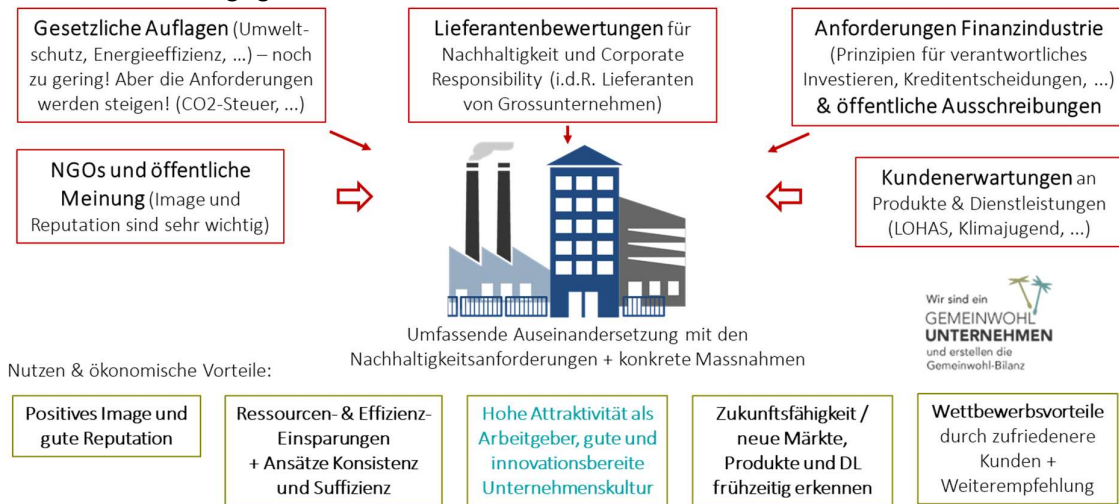 Gesetzliche Auflagen (Umwelt-
schutz, Energieeffizienz, ...) – noch
zu gering! Aber die Anforderungen
werden steigen! (CO2-Steuer, ...)
Lieferantenbewertungen für
Nachhaltigkeit und Corporate
Responsibility (i.d.R. Lieferanten
von Grossunternehmen)
Anforderungen Finanzindustrie
(Prinzipien für verantwortliches
Investieren, Kreditentscheidungen, ...)
& öffentliche Ausschreibungen
NGOs und öffentliche
Meinung (Image und
Reputation sind sehr wichtig)
Kundenerwartungen an
Produkte & Dienstleistungen
(LOHAS, Klimajugend, ...)
Umfassende Auseinandersetzung mit den
Nachhaltigkeitsanforderungen + konkrete Massnahmen
Wir sind ein
GEMEINWOHL
UNTERNEHMEN
und erstellen die
Gemeinwohl-Bilanz
Nutzen & ökonomische Vorteile:
Positives Image und
gute Reputation
Ressourcen- & Effizienz-
Einsparungen
+ Ansätze Konsistenz
und Suffizienz
Hohe Attraktivität als
Arbeitgeber, gute und
innovationsbereite
Unternehmenskultur
Zukunftsfähigkeit /
neue Märkte,
Produkte und DL
frühzeitig erkennen
Wettbewerbsvorteile
durch zufriedenere
Kunden +
Weiterempfehlung